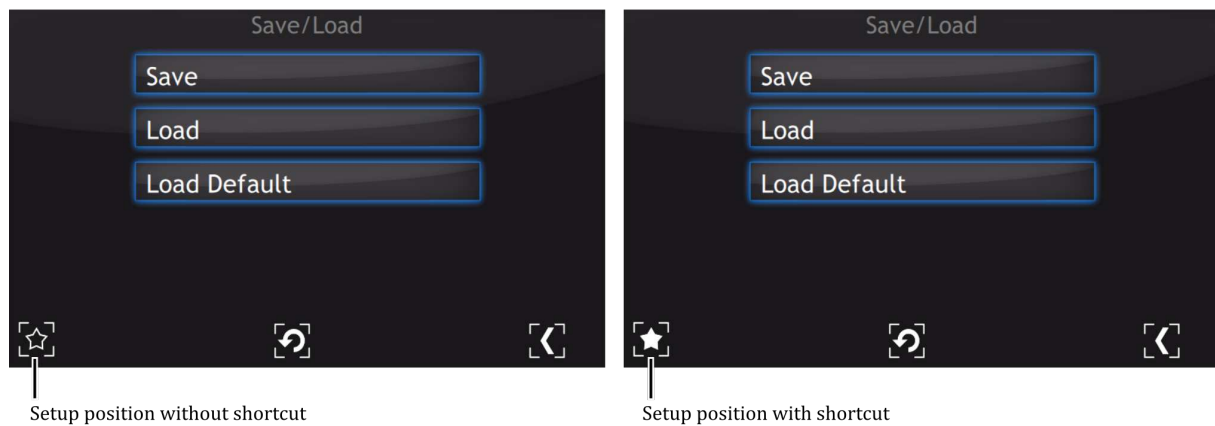 Save/Load
Save
Load
Load Default
Setup position without shortcut
Save/Load
Save
Load
Load Default
Setup position with shortcut